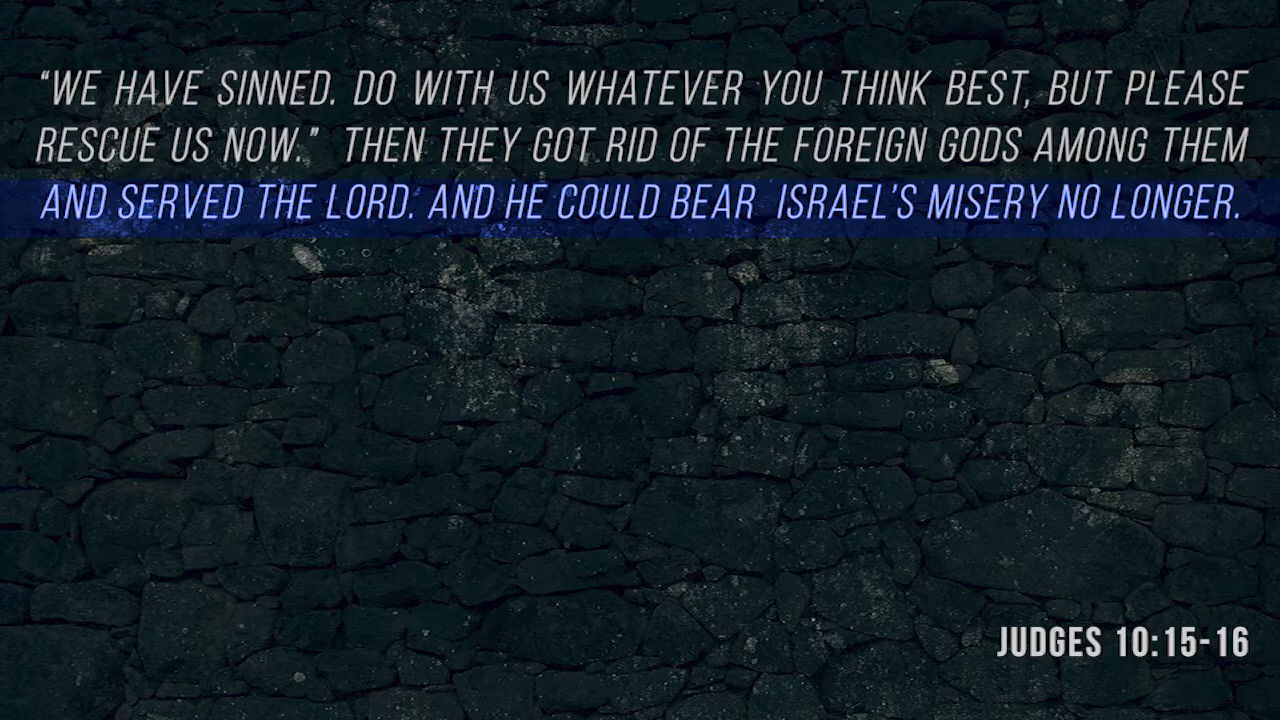 “WE HAVE SINNED. DO WITH US WHATEVER YOU THINK BEST, BUT PLEASE
RESCUE US NOW.” THEN THEY GOT RID OF THE FOREIGN GODS AMONG THEM
AND SERVED THE LORD. AND HE COULD BEAR ISRAEL'S MISERY NO LONGER.
JUDGES 10:15-16